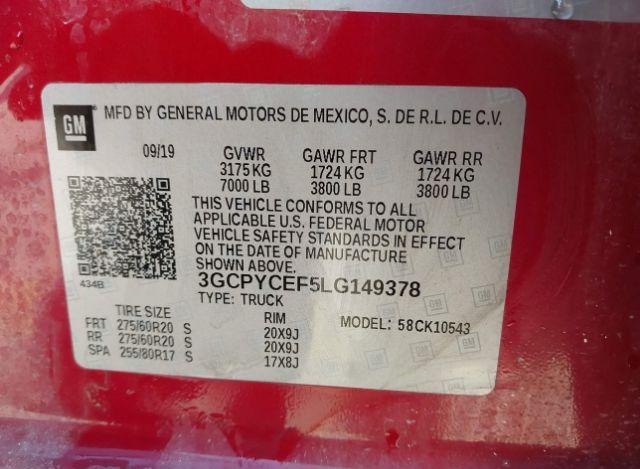 GM MFD BY GENERAL MOTORS DE MEXICO, S. DE R.L. DE C.V.
09/19 GVWR GAWR FRT GAWR RR
3175 KG 1724 KG 1724 KG
7000 LB 3800 LB 3800 LB
THIS VEHICLE CONFORMS TO ALL
APPLICABLE U.S. FEDERAL MOTOR
VEHICLE SAFETY STANDARDS IN EFFECT
ON THE DATE OF MANUFACTURE
SHOWN ABOVE.
434B
3GCPYCEF5LG149378
TYPE: TRUCK
TIRE SIZE RIM MODEL: 58CK10543
FRT 275/60R20 S 20X9J
RR 275/60R20 S 20X9J
SPA 255/80R17 S 17X8J